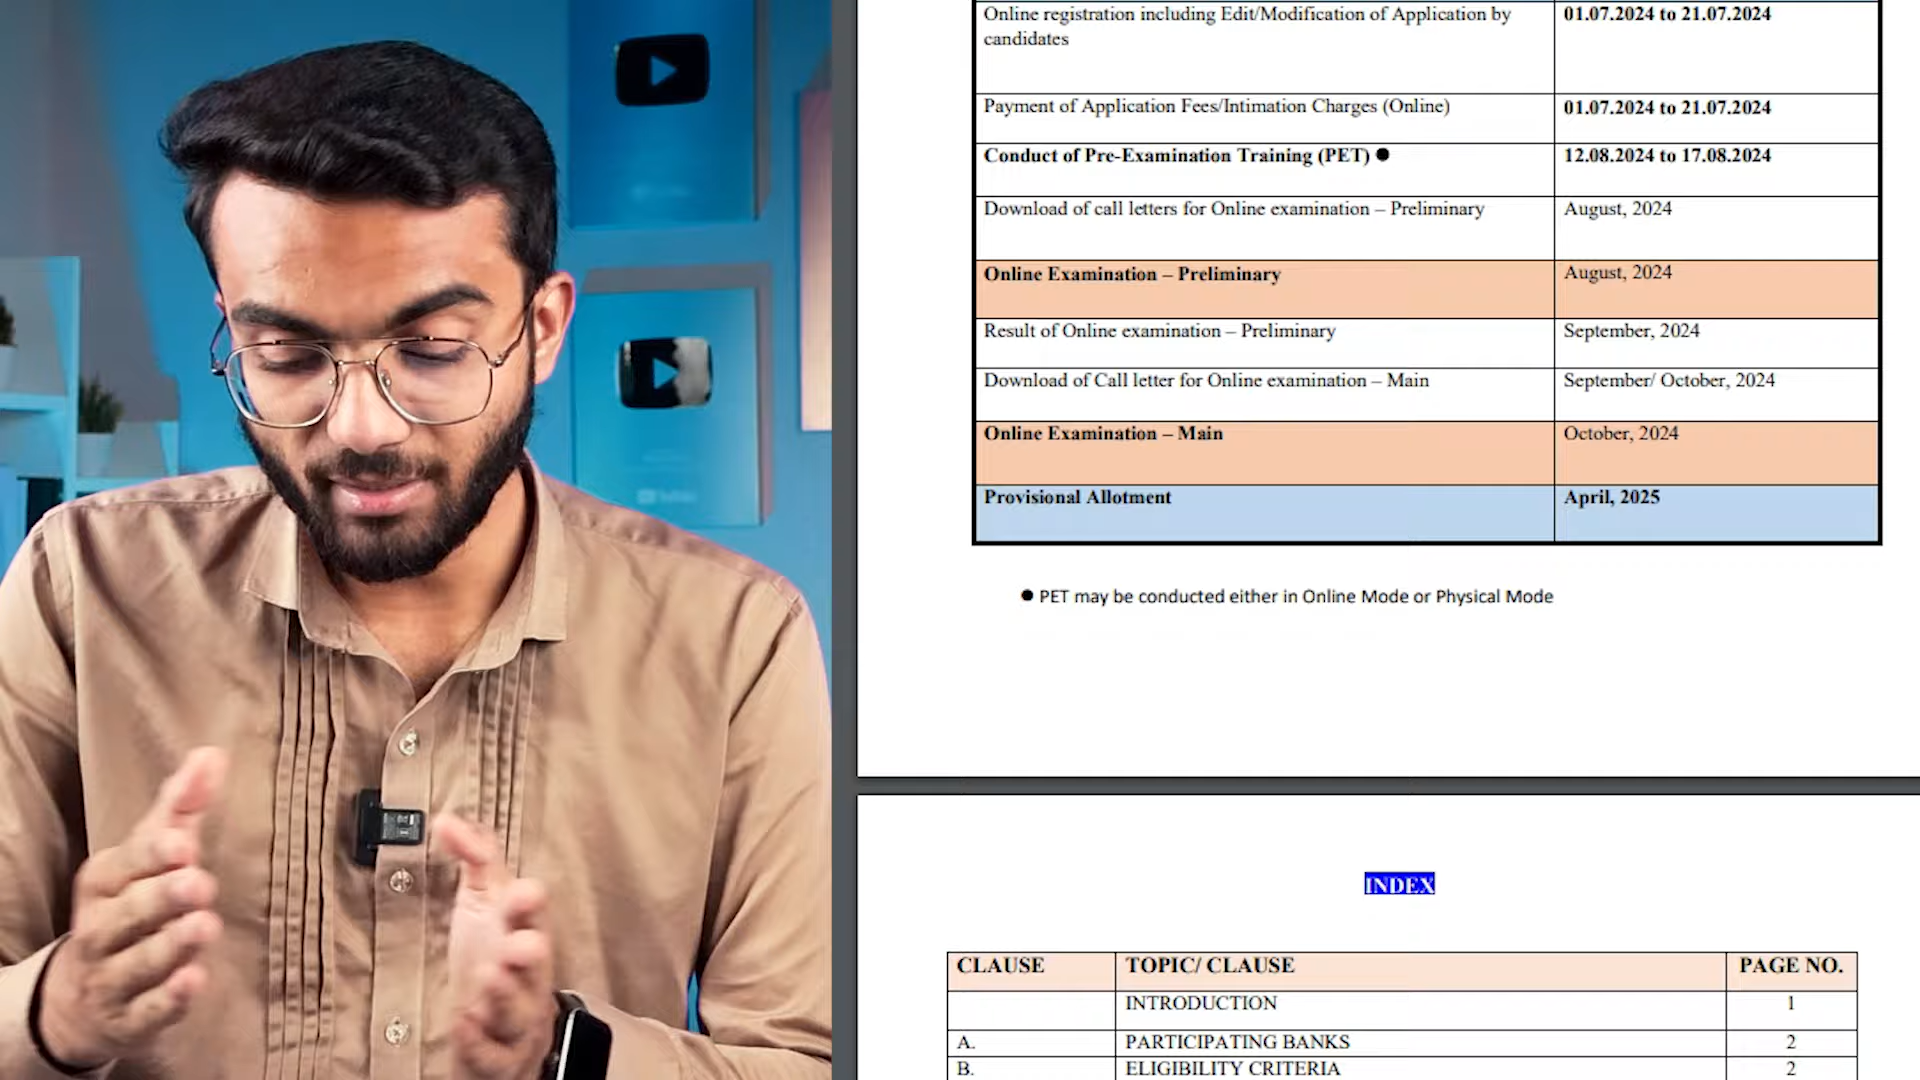 Online registration including Edit/Modification of Application by
candidates
01.07.2024 to 21.07.2024
Payment of Application Fees/Intimation Charges (Online)
01.07.2024 to 21.07.2024
Conduct of Pre-Examination Training (PET) ●
12.08.2024 to 17.08.2024
Download of call letters for Online examination – Preliminary
August, 2024
Online Examination – Preliminary
August, 2024
Result of Online examination – Preliminary
September, 2024
Download of Call letter for Online examination – Main
September/ October, 2024
Online Examination – Main
October, 2024
Provisional Allotment
April, 2025
● PET may be conducted either in Online Mode or Physical Mode
INDEX
CLAUSE
TOPIC/ CLAUSE
PAGE NO.
INTRODUCTION
1
A.
PARTICIPATING BANKS
2
B.
ELIGIBILITY CRITERIA
2